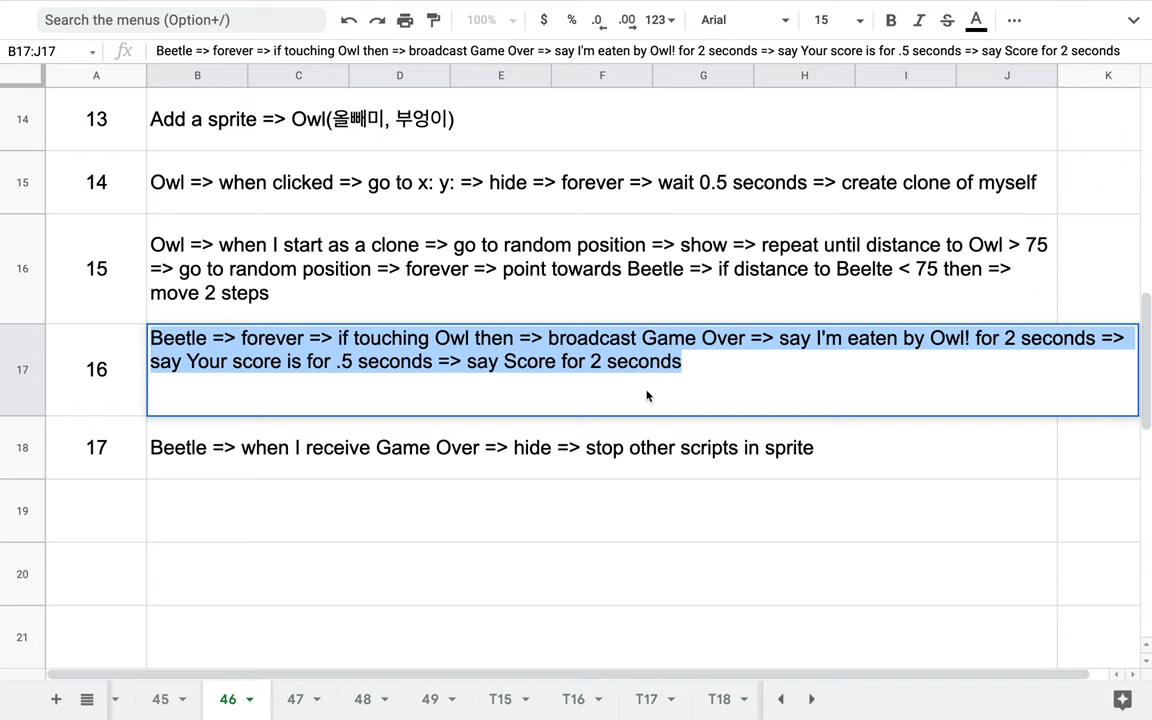 Search the menus (Option+/)
100%
$ % .0 .00 123
Arial
15
B I S A
B17:J17
fx
Beetle => forever => if touching Owl then => broadcast Game Over => say I'm eaten by Owl! for 2 seconds => say Your score is for .5 seconds => say Score for 2 seconds
A B C D E F G H I J K
14
13
Add a sprite => Owl(올빼미, 부엉이)
15
14
Owl => when clicked => go to x: y: => hide => forever => wait 0.5 seconds => create clone of myself
16
15
Owl => when I start as a clone => go to random position => show => repeat until distance to Owl > 75
=> go to random position => forever => point towards Beetle => if distance to Beelte < 75 then =>
move 2 steps
17
16
Beetle => forever => if touching Owl then => broadcast Game Over => say I'm eaten by Owl! for 2 seconds =>
say Your score is for .5 seconds => say Score for 2 seconds
18
17
Beetle => when I receive Game Over => hide => stop other scripts in sprite
19
20
21
45 46 47 48 49 T15 T16 T17 T18